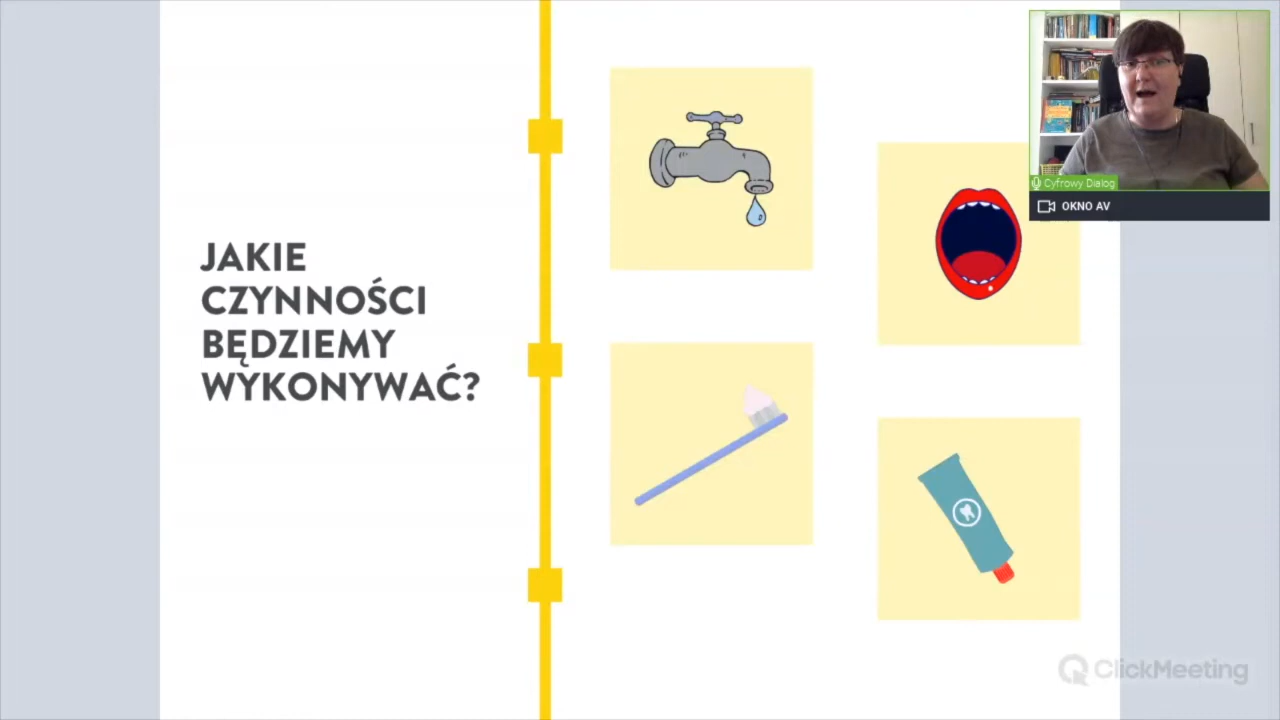 JAKIE
CZYNNOŚCI
BĘDZIEMY
WYKONYWAĆ?
Cyfrowy Dialog
OKNO AV
ClickMeeting